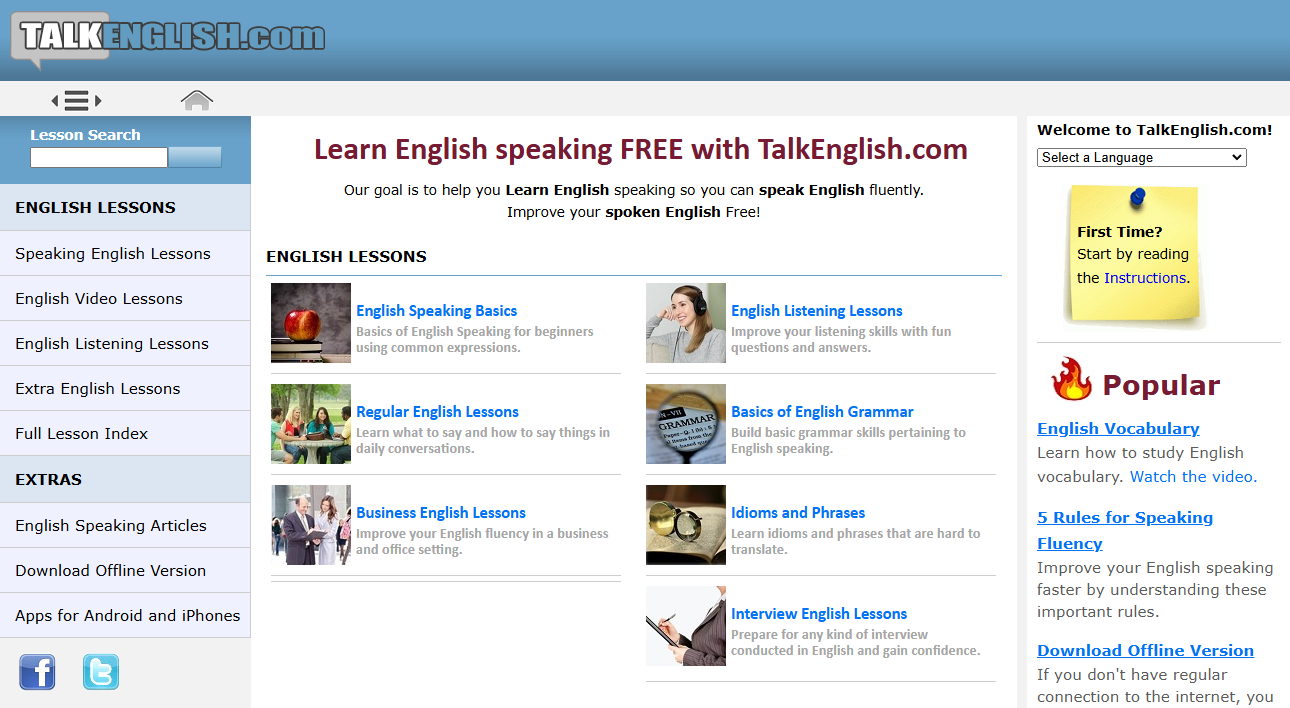 TALKENGLISH.com
Lesson Search
ENGLISH LESSONS
Speaking English Lessons
English Video Lessons
English Listening Lessons
Extra English Lessons
Full Lesson Index
EXTRAS
English Speaking Articles
Download Offline Version
Apps for Android and iPhones
Learn English speaking FREE with TalkEnglish.com
Our goal is to help you Learn English speaking so you can speak English fluently.
Improve your spoken English Free!
ENGLISH LESSONS
English Speaking Basics
Basics of English Speaking for beginners
using common expressions.
English Listening Lessons
Improve your listening skills with fun
questions and answers.
Regular English Lessons
Learn what to say and how to say things in
daily conversations.
GRAMMAR
Basics of English Grammar
Build basic grammar skills pertaining to
English speaking.
Business English Lessons
Improve your English fluency in a business
and office setting.
Idioms and Phrases
Learn idioms and phrases that are hard to
translate.
Interview English Lessons
Prepare for any kind of interview
conducted in English and gain confidence.
Welcome to TalkEnglish.com!
Select a Language
First Time?
Start by reading
the Instructions.
Popular
English Vocabulary
Learn how to study English
vocabulary. Watch the video.
5 Rules for Speaking
Fluency
Improve your English speaking
faster by understanding these
important rules.
Download Offline Version
If you don't have regular
connection to the internet, you